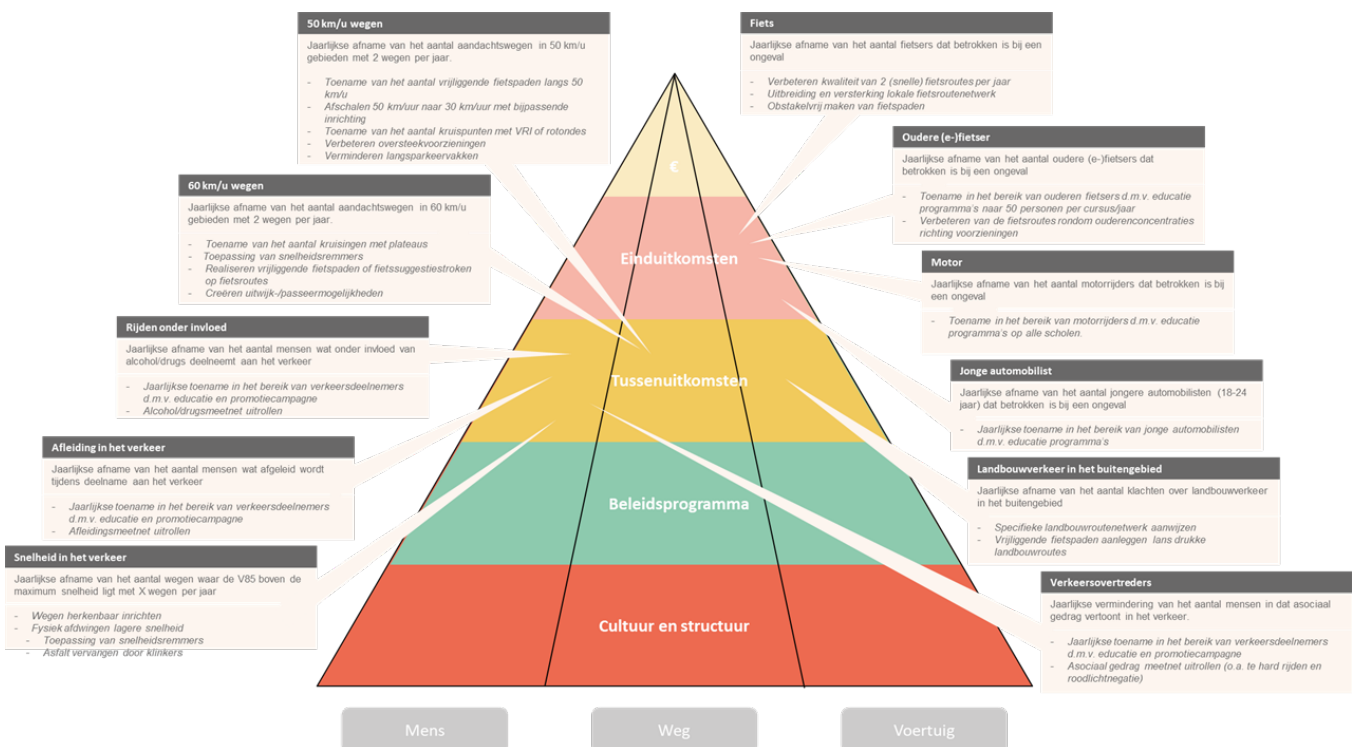 50 km/u wegen
Jaarlijkse afname van het aantal aandachtswegen in 50 km/u
gebieden met 2 wegen per jaar.
- Toename van het aantal vrijliggende fietspaden langs 50
km/u
- Afschalen 50 km/uur naar 30 km/uur met bijpassende
inrichting
- Toename van het aantal kruispunten met VRI of rotondes
- Verbeteren oversteekvoorzieningen
- Verminderen langsparkeervakken
60 km/u wegen
Jaarlijkse afname van het aantal aandachtswegen in 60 km/u
gebieden met 2 wegen per jaar.
- Toename van het aantal kruisingen met plateaus
- Toepassing van snelheidsremmers
- Realiseren vrijliggende fietspaden of fietssuggestiestroken
op fietsroutes
- Creëren uitwijk-/passeermogelijkheden
Rijden onder invloed
Jaarlijkse afname van het aantal mensen wat onder invloed van
alcohol/drugs deelneemt aan het verkeer
- Jaarlijkse toename in het bereik van verkeersdeelnemers
d.m.v. educatie en promotiecampagne
- Alcohol/drugsmeetnet uitrollen
Afleiding in het verkeer
Jaarlijkse afname van het aantal mensen wat afgeleid wordt
tijdens deelname aan het verkeer
- Jaarlijkse toename in het bereik van verkeersdeelnemers
d.m.v. educatie en promotiecampagne
- Afleidingsmeetnet uitrollen
Snelheid in het verkeer
Jaarlijkse afname van het aantal wegen waar de V85 boven de
maximum snelheid ligt met X wegen per jaar
- Wegen herkenbaar inrichten
- Fysiek afdwingen lagere snelheid
- Toepassing van snelheidsremmers
- Asfalt vervangen door klinkers
€
Einduitkomsten
Tussenuitkomsten
Beleidsprogramma
Cultuur en structuur
Fiets
Jaarlijkse afname van het aantal fietsers dat betrokken is bij een
ongeval
- Verbeteren kwaliteit van 2 (snelle) fietsroutes per jaar
- Uitbreiding en versterking lokale fietsroutenetwerk
- Obstakelvrij maken van fietspaden
Oudere (e-)fietser
Jaarlijkse afname van het aantal oudere (e-)fietsers dat
betrokken is bij een ongeval
- Toename in het bereik van ouderen fietsers d.m.v. educatie
programma's naar 50 personen per cursus/jaar
- Verbeteren van de fietsroutes rondom ouderenconcentraties
richting voorzieningen
Motor
Jaarlijkse afname van het aantal motorrijders dat betrokken is bij
een ongeval
- Toename in het bereik van motorrijders d.m.v. educatie
programma's op alle scholen.
Jonge automobilist
Jaarlijkse afname van het aantal jongere automobilisten (18-24
jaar) dat betrokken is bij een ongeval
- Jaarlijkse toename in het bereik van jonge automobilisten
d.m.v. educatie programma's
Landbouwverkeer in het buitengebied
Jaarlijkse afname van het aantal klachten over landbouwverkeer
in het buitengebied
- Specifieke landbouwroutenetwerk aanwijzen
- Vrijliggende fietspaden aanleggen lans drukke
landbouwroutes
Verkeersovertreders
Jaarlijkse vermindering van het aantal mensen in dat asociaal
gedrag vertoont in het verkeer.
- Jaarlijkse toename in het bereik van verkeersdeelnemers
d.m.v. educatie en promotiecampagne
- Asociaal gedrag meetnet uitrollen (o.a. te hard rijden en
roodlichtnegatie)
Mens
Weg
Voertuig